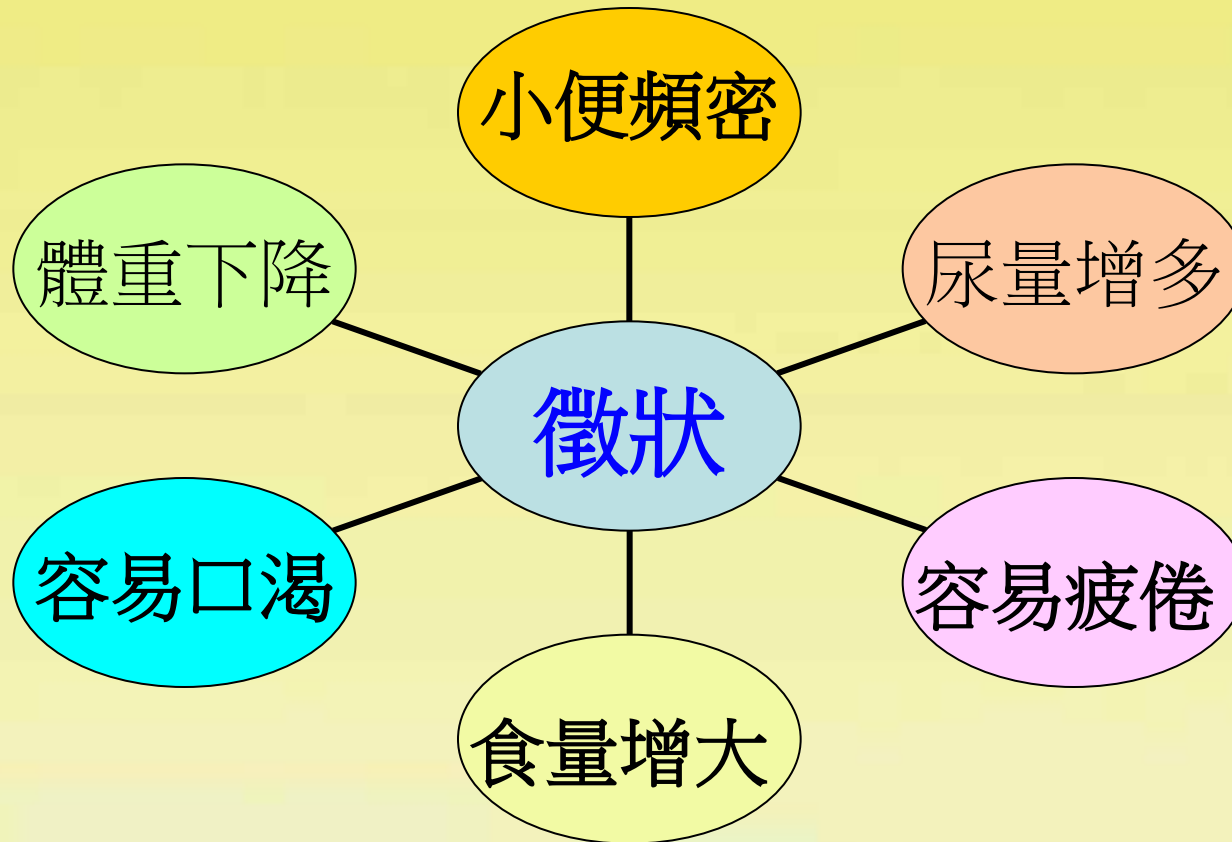 小便頻密
體重下降
尿量增多
徵狀
容易口渴
容易疲倦
食量增大